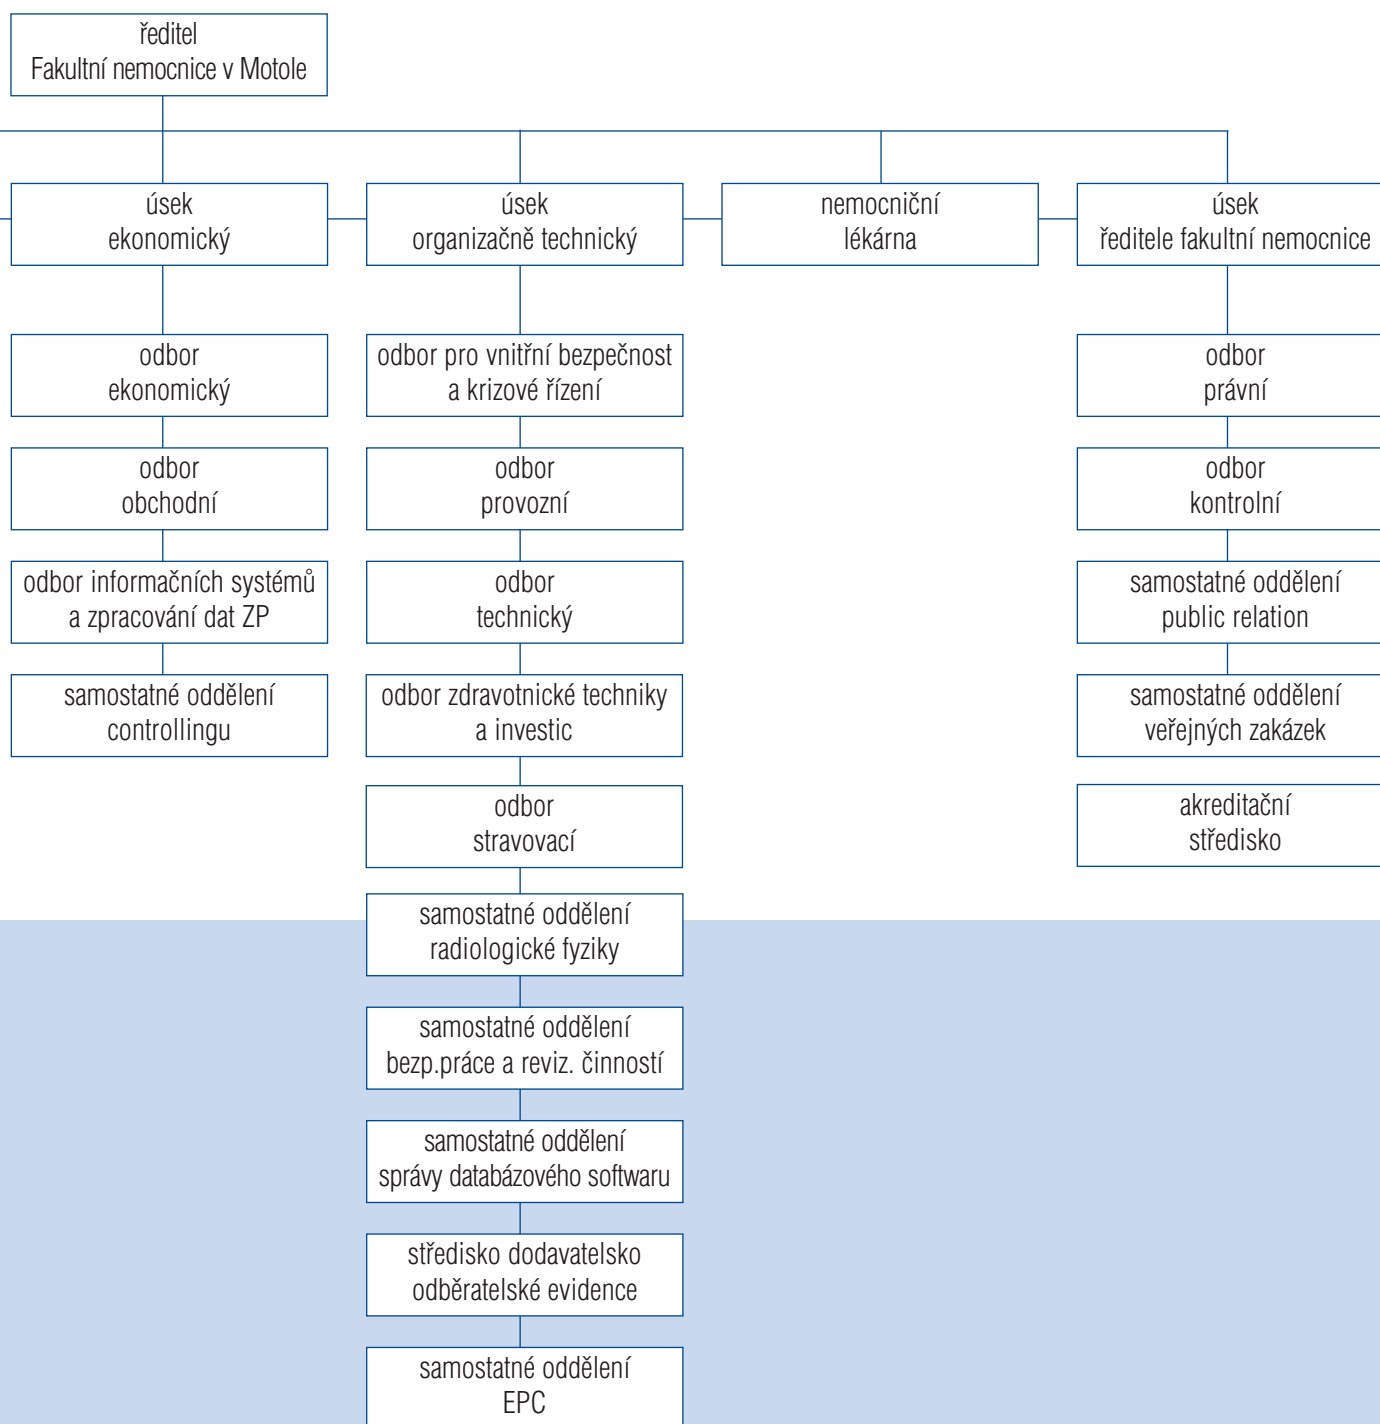 ředitel
Fakultní nemocnice v Motole
úsek
ekonomický
úsek
organizačně technický
nemocniční
lékárna
úsek
ředitele fakultní nemocnice
odbor
ekonomický
odbor
obchodní
odbor informačních systémů
a zpracování dat ZP
samostatné oddělení
controllingu
odbor pro vnitřní bezpečnost
a krizové řízení
odbor
provozní
odbor
technický
odbor zdravotnické techniky
a investic
odbor
stravovací
samostatné oddělení
radiologické fyziky
samostatné oddělení
bezp.práce a reviz. činností
samostatné oddělení
správy databázového softwaru
středisko dodavatelsko
odběratelské evidence
samostatné oddělení
EPC
odbor
právní
odbor
kontrolní
samostatné oddělení
public relation
samostatné oddělení
veřejných zakázek
akreditační
středisko